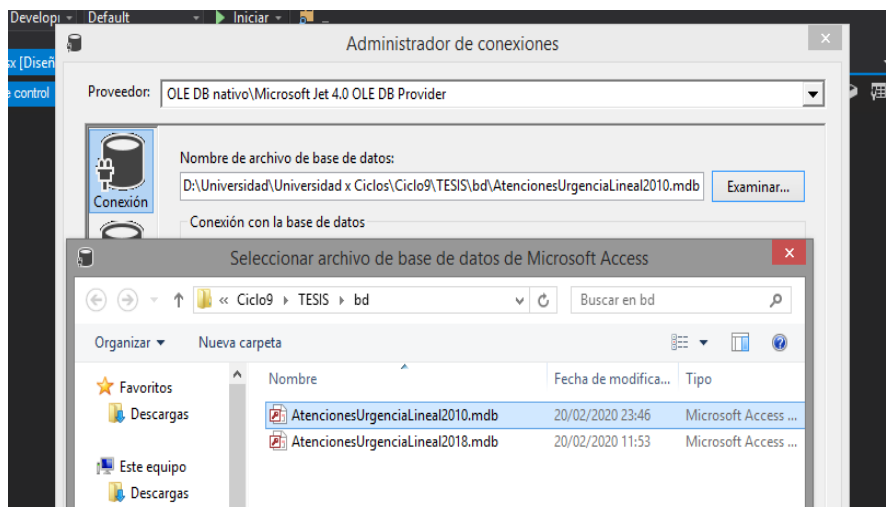 Developi Default Iniciar
Administrador de conexiones
sx [Diseñ
e control
Proveedor: OLE DB nativo\Microsoft Jet 4.0 OLE DB Provider
Nombre de archivo de base de datos:
D:\Universidad\Universidad x Ciclos\Ciclo9\TESIS\bd\AtencionesUrgenciaLineal2010.mdb Examinar...
Conexión
Conexión con la base de datos
Seleccionar archivo de base de datos de Microsoft Access
« Ciclo9 TESIS bd Buscar en bd
Organizar Nueva carpeta
Nombre Fecha de modifica... Tipo
Favoritos
Descargas AtencionesUrgenciaLineal2010.mdb 20/02/2020 23:46 Microsoft Access ...
AtencionesUrgenciaLineal2018.mdb 20/02/2020 11:53 Microsoft Access ...
Este equipo
Descargas